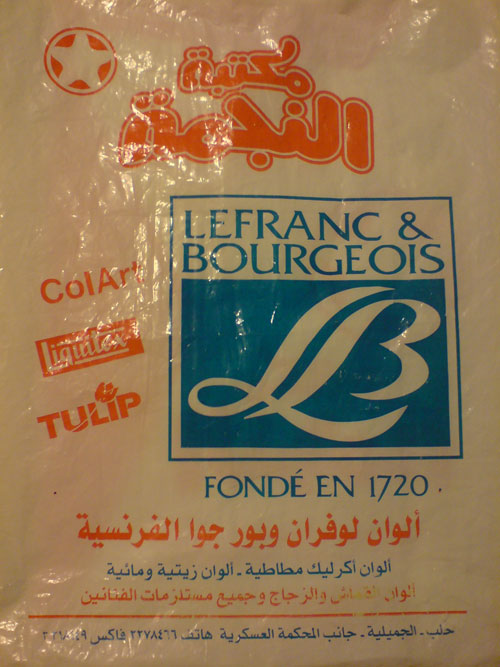 مكتبة
النجمة
LEFRANC &
BOURGEOIS
ColArt
Liquitex
TULIP
LB
FONDÉ EN 1720
ألوان لوفران وبور جوا الفرنسية
ألوان أكرليك مطاطية - ألوان زيتية ومائية
ألوان القماش والزجاج وجميع مستلزمات الفنانين
حلب - الجميلية - جانب المحكمة العسكرية هاتف ٢٢٧٨٤٦٦ فاكس